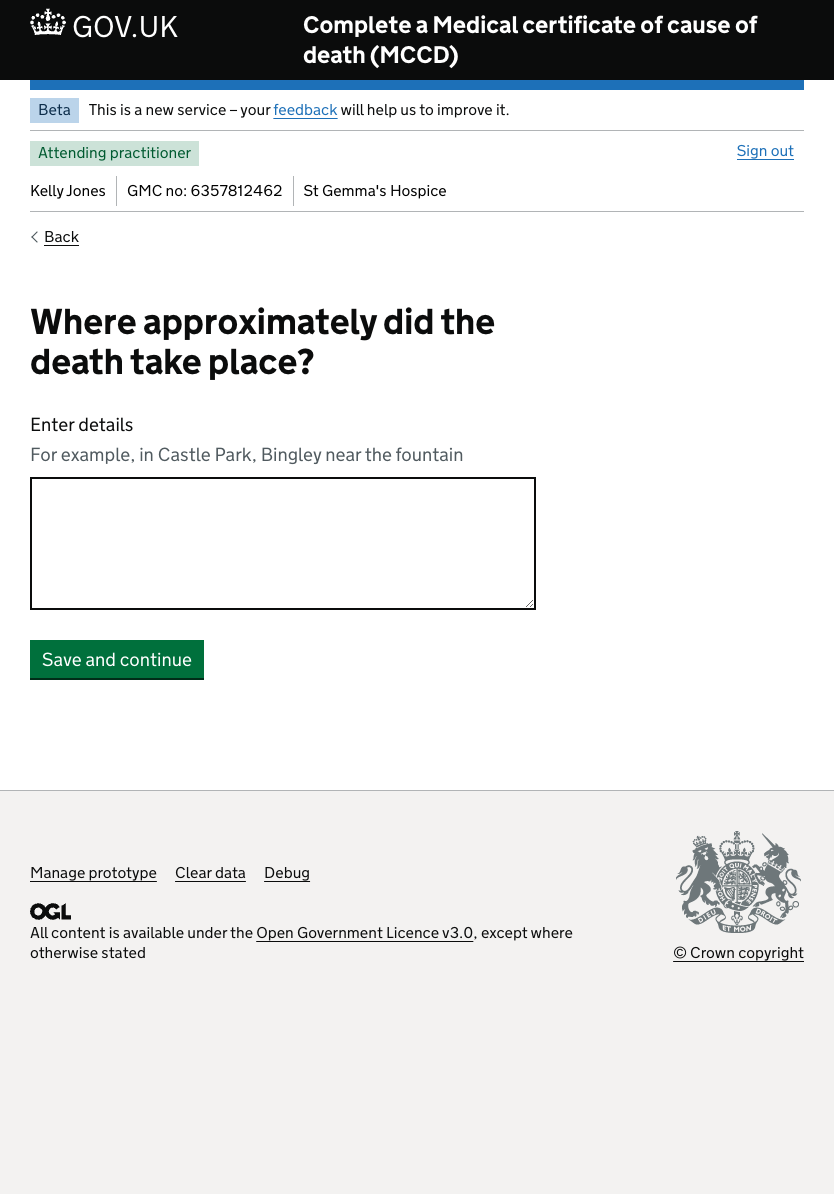 GOV.UK
Complete a Medical certificate of cause of
death (MCCD)
Beta This is a new service – your feedback will help us to improve it.
Attending practitioner
Sign out
Kelly Jones GMC no: 6357812462 St Gemma's Hospice
Back
Where approximately did the
death take place?
Enter details
For example, in Castle Park, Bingley near the fountain
Save and continue
Manage prototype Clear data Debug
OGL
All content is available under the Open Government Licence v3.0, except where
otherwise stated
DIEU ET MON DROIT
© Crown copyright